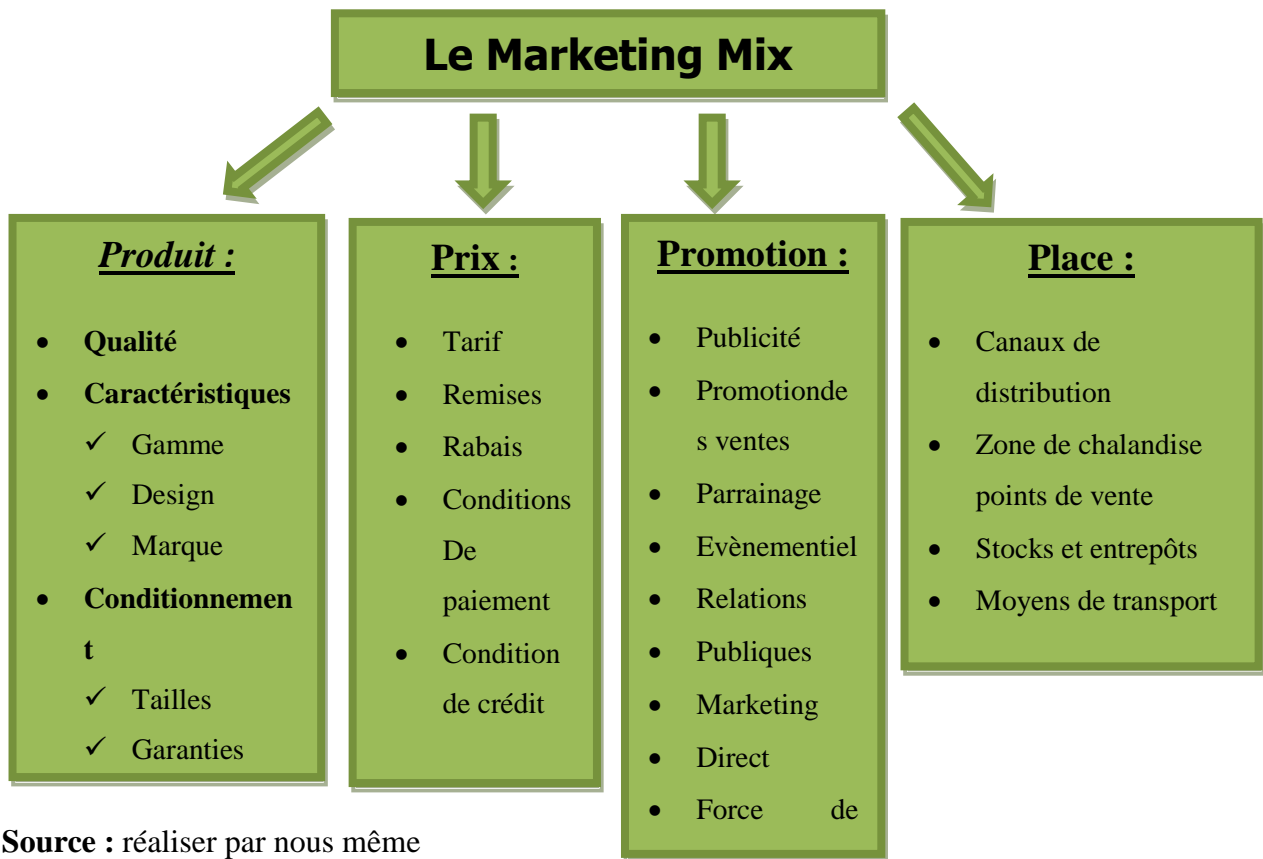 Le Marketing Mix
Produit :
• Qualité
• Caractéristiques
✓ Gamme
✓ Design
✓ Marque
• Conditionnemen
t
✓ Tailles
✓ Garanties
Prix :
• Tarif
• Remises
• Rabais
• Conditions
De
paiement
• Condition
de crédit
Promotion :
• Publicité
• Promotionde
s ventes
• Parrainage
• Evènementiel
• Relations
• Publiques
• Marketing
• Direct
• Force de
Place :
• Canaux de
distribution
• Zone de chalandise
points de vente
• Stocks et entrepôts
• Moyens de transport
Source : réaliser par nous même